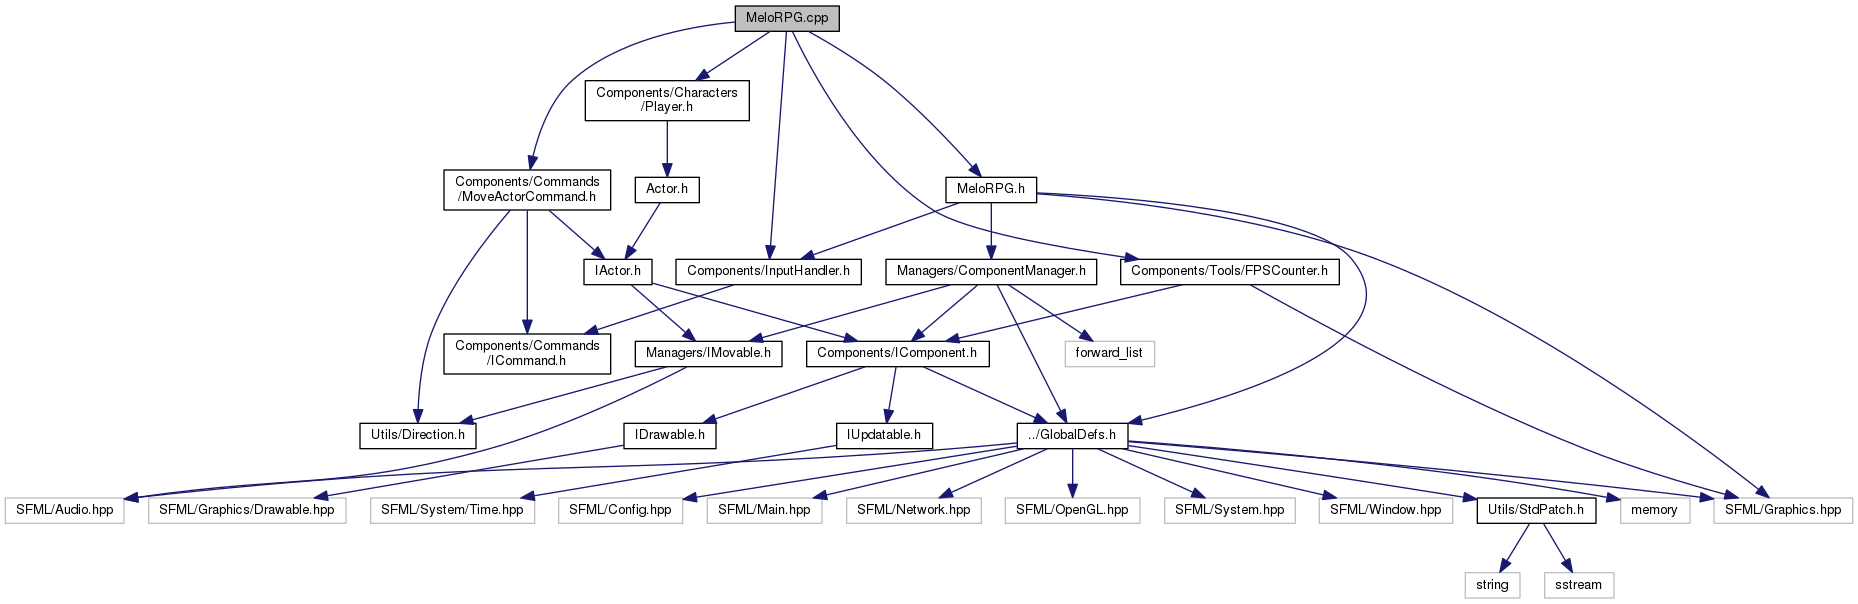 MeloRPG.cpp
Components/Characters
/Player.h
Components/Commands
/MoveActorCommand.h
Actor.h
MeloRPG.h
IActor.h
Components/InputHandler.h
Managers/ComponentManager.h
Components/Tools/FPSCounter.h
Components/Commands
/ICommand.h
Managers/IMovable.h
Components/IComponent.h
forward_list
Utils/Direction.h
IDrawable.h
IUpdatable.h
../GlobalDefs.h
SFML/Audio.hpp
SFML/Graphics/Drawable.hpp
SFML/System/Time.hpp
SFML/Config.hpp
SFML/Main.hpp
SFML/Network.hpp
SFML/OpenGL.hpp
SFML/System.hpp
SFML/Window.hpp
Utils/StdPatch.h
memory
SFML/Graphics.hpp
string
sstream